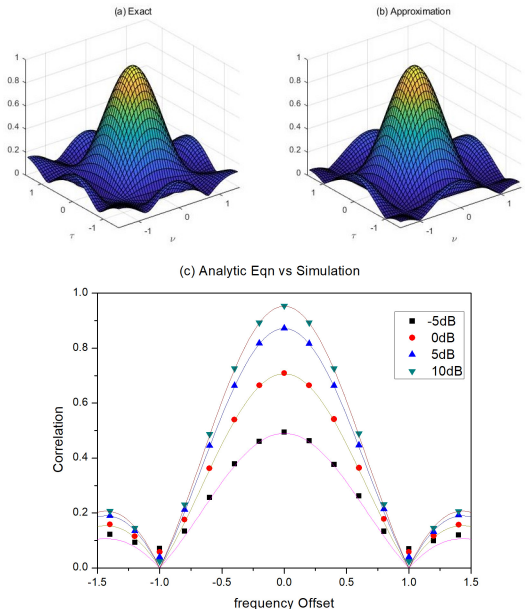 (a) Exact
(b) Approximation
1
0.8
0.6
0.4
0.2
0
1
0
-1
τ
-1
0
1
ν
1
0.8
0.6
0.4
0.2
0
1
0
-1
τ
-1
0
1
ν
(c) Analytic Eqn vs Simulation
1.0
0.8
0.6
0.4
0.2
0.0
Correlation
-5dB
0dB
5dB
10dB
-1.5
-1.0
-0.5
0.0
0.5
1.0
1.5
frequency Offset